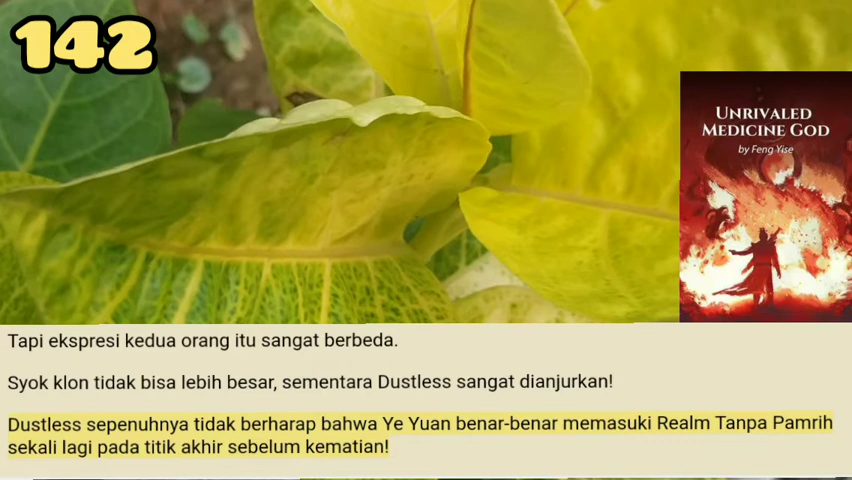 142
UNRIVALED
MEDICINE GOD
by Feng Yise
Tapi ekspresi kedua orang itu sangat berbeda.
Syok klon tidak bisa lebih besar, sementara Dustless sangat dianjurkan!
Dustless sepenuhnya tidak berharap bahwa Ye Yuan benar-benar memasuki Realm Tanpa Pamrih
sekali lagi pada titik akhir sebelum kematian!